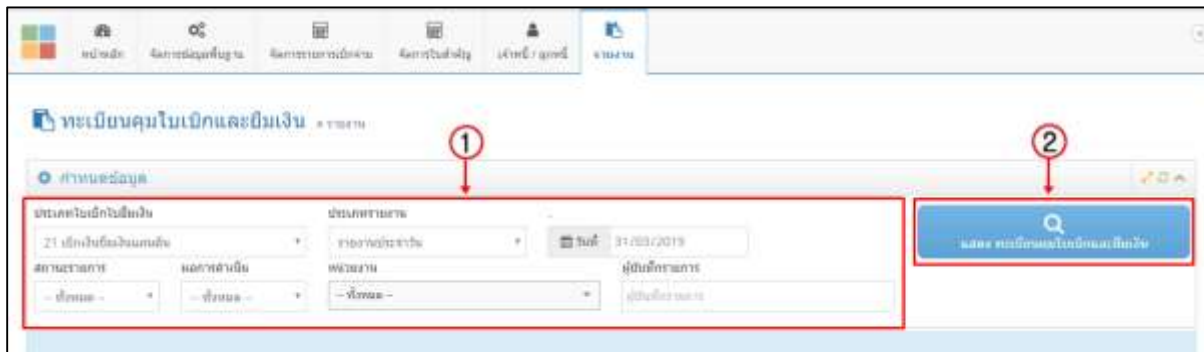 หน้าหลัก จัดการข้อมูลพื้นฐาน จัดการรายการเบิกจ่าย จัดการใบสำคัญ เจ้าหนี้ / ลูกหนี้ รายงาน
ทะเบียนคุมใบเบิกและยืมเงิน » รายงาน
1 2
กำหนดข้อมูล
ประเภทใบเบิกใบยืมเงิน ประเภทรายงาน
21 เบิกเงินยืมเงินแผ่นดิน รายงานประจำวัน วันที่ 31/03/2019
แสดง ทะเบียนคุมใบเบิกและยืมเงิน
สถานะรายการ ผลการดำเนิน หน่วยงาน ผู้บันทึกรายการ
-- ทั้งหมด -- -- ทั้งหมด -- -- ทั้งหมด -- ผู้บันทึกรายการ